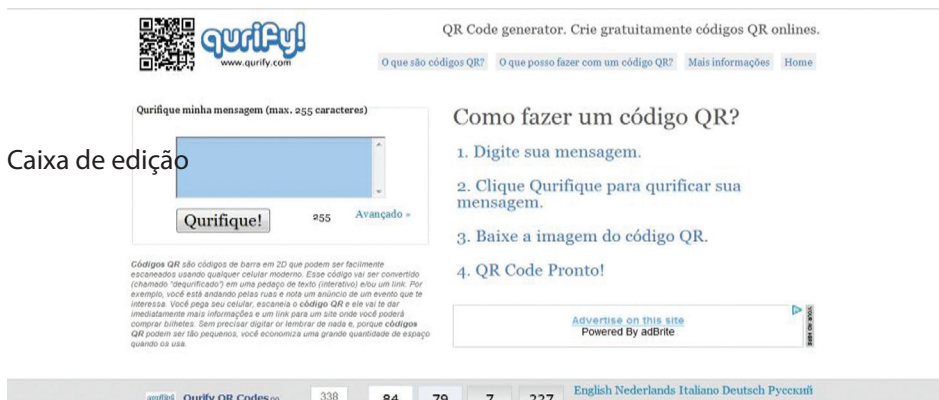 qurify!
www.qurify.com
QR Code generator. Crie gratuitamente códigos QR onlines.
O que são códigos QR? O que posso fazer com um código QR? Mais informações Home
Qurifique minha mensagem (max. 255 caracteres)
Caixa de edição
Qurifique!
255
Avançado »
Códigos QR são códigos de barra em 2D que podem ser facilmente
escaneados usando qualquer celular moderno. Esse código vai ser convertido
(chamado "dequrificado") em uma pedaço de texto (interativo) e/ou um link. Por
exemplo, você está andando pelas ruas e nota um anúncio de um evento que te
interessa. Você pega seu celular, escaneia o código QR e ele vai te dar
imediatamente mais informações e um link para um site onde você poderá
comprar bilhetes. Sem precisar digitar or lembrar de nada e, porque códigos
QR podem ser tão pequenos, você economiza uma grande quantidade de espaço
quando os usa.
Como fazer um código QR?
1. Digite sua mensagem.
2. Clique Qurifique para qurificar sua
mensagem.
3. Baixe a imagem do código QR.
4. QR Code Pronto!
Advertise on this site
Powered By adBrite
YOUR AD HERE
Qurify QR Codes
338
84
79
7
227
English Nederlands Italiano Deutsch Русский